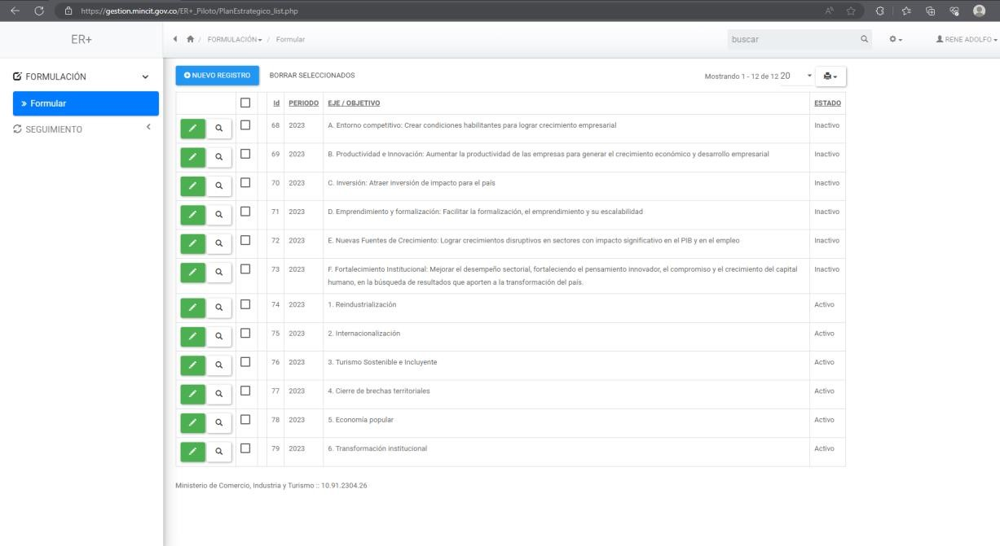 https://gestion.mincit.gov.co/ER+_Piloto/PlanEstrategico_list.php
ER+
/ FORMULACIÓN / Formular
buscar
RENE ADOLFO
FORMULACIÓN
» Formular
SEGUIMIENTO
NUEVO REGISTRO
BORRAR SELECCIONADOS
Mostrando 1 - 12 de 12 20
Id PERIODO EJE / OBJETIVO ESTADO
68 2023 A. Entorno competitivo: Crear condiciones habilitantes para lograr crecimiento empresarial Inactivo
69 2023 B. Productividad e Innovación: Aumentar la productividad de las empresas para generar el crecimiento económico y desarrollo empresarial Inactivo
70 2023 C. Inversión: Atraer inversión de impacto para el país Inactivo
71 2023 D. Emprendimiento y formalización: Facilitar la formalización, el emprendimiento y su escalabilidad Inactivo
72 2023 E. Nuevas Fuentes de Crecimiento: Lograr crecimientos disruptivos en sectores con impacto significativo en el PIB y en el empleo Inactivo
73 2023 F. Fortalecimiento Institucional: Mejorar el desempeño sectorial, fortaleciendo el pensamiento innovador, el compromiso y el crecimiento del capital Inactivo
humano, en la búsqueda de resultados que aporten a la transformación del país.
74 2023 1. Reindustrialización Activo
75 2023 2. Internacionalización Activo
76 2023 3. Turismo Sostenible e Incluyente Activo
77 2023 4. Cierre de brechas territoriales Activo
78 2023 5. Economía popular Activo
79 2023 6. Transformación institucional Activo
Ministerio de Comercio, Industria y Turismo :: 10.91.2304.26